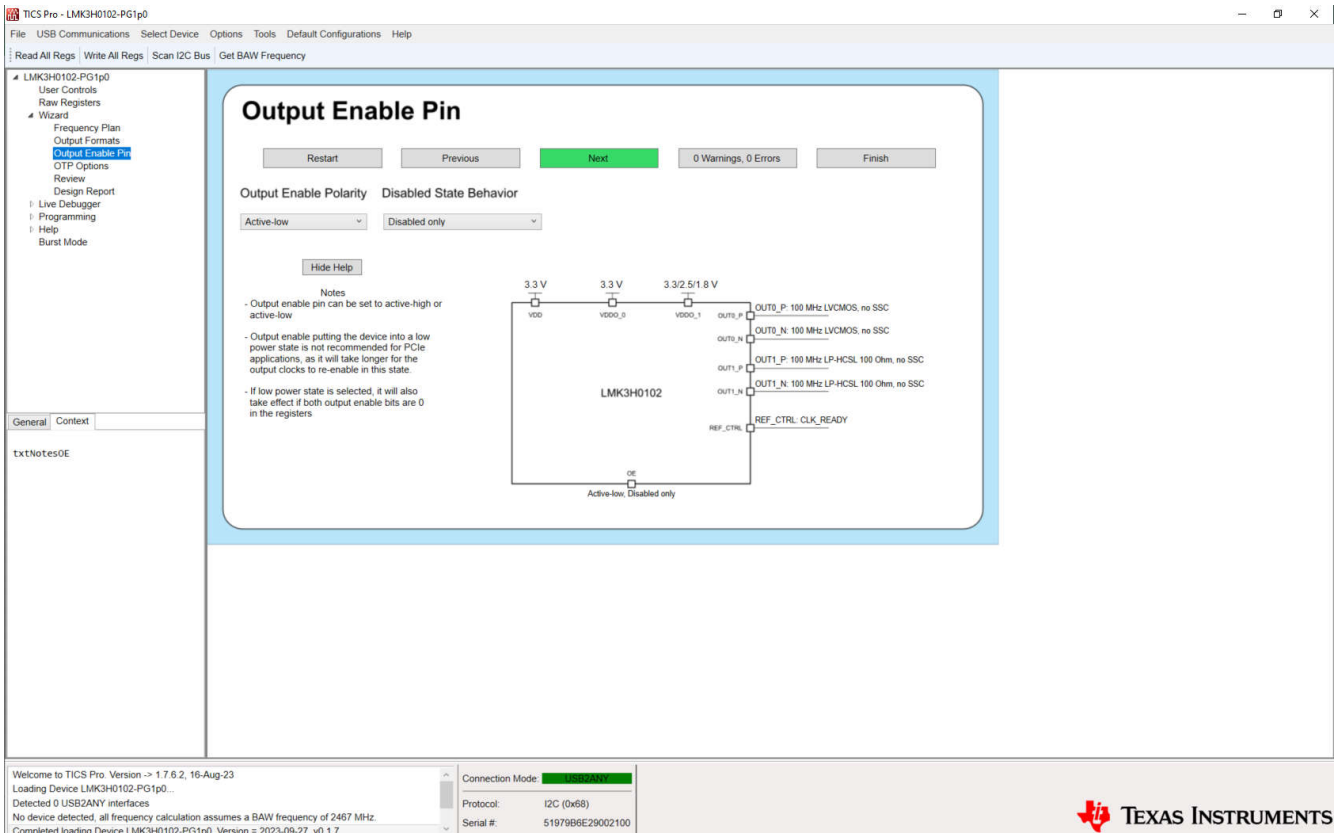 TICS Pro - LMK3H0102-PG1p0
File USB Communications Select Device Options Tools Default Configurations Help
Read All Regs Write All Regs Scan I2C Bus Get BAW Frequency
LMK3H0102-PG1p0
User Controls
Raw Registers
Wizard
Frequency Plan
Output Formats
Output Enable Pin
OTP Options
Review
Design Report
Live Debugger
Programming
Help
Burst Mode
General Context
txtNotesOE
Output Enable Pin
Restart Previous Next 0 Warnings, 0 Errors Finish
Output Enable Polarity Disabled State Behavior
Active-low Disabled only
Hide Help
Notes
- Output enable pin can be set to active-high or
active-low
- Output enable putting the device into a low
power state is not recommended for PCIe
applications, as it will take longer for the
output clocks to re-enable in this state.
- If low power state is selected, it will also
take effect if both output enable bits are 0
in the registers
3.3 V 3.3 V 3.3/2.5/1.8 V
VDD VDDO_0 VDDO_1
OUT0_P OUT0_P: 100 MHz LVCMOS, no SSC
OUT0_N OUT0_N: 100 MHz LVCMOS, no SSC
OUT1_P OUT1_P: 100 MHz LP-HCSL 100 Ohm, no SSC
LMK3H0102
OUT1_N OUT1_N: 100 MHz LP-HCSL 100 Ohm, no SSC
REF_CTRL REF_CTRL: CLK_READY
OE
Active-low, Disabled only
Welcome to TICS Pro. Version -> 1.7.6.2, 16-Aug-23
Loading Device LMK3H0102-PG1p0...
Detected 0 USB2ANY interfaces
No device detected, all frequency calculation assumes a BAW frequency of 2467 MHz.
Completed loading Device LMK3H0102-PG1p0. Version = 2023-09-27, v0.1.7
Connection Mode: USB2ANY
Protocol: I2C (0x68)
Serial #: 51979B6E29002100
TEXAS INSTRUMENTS